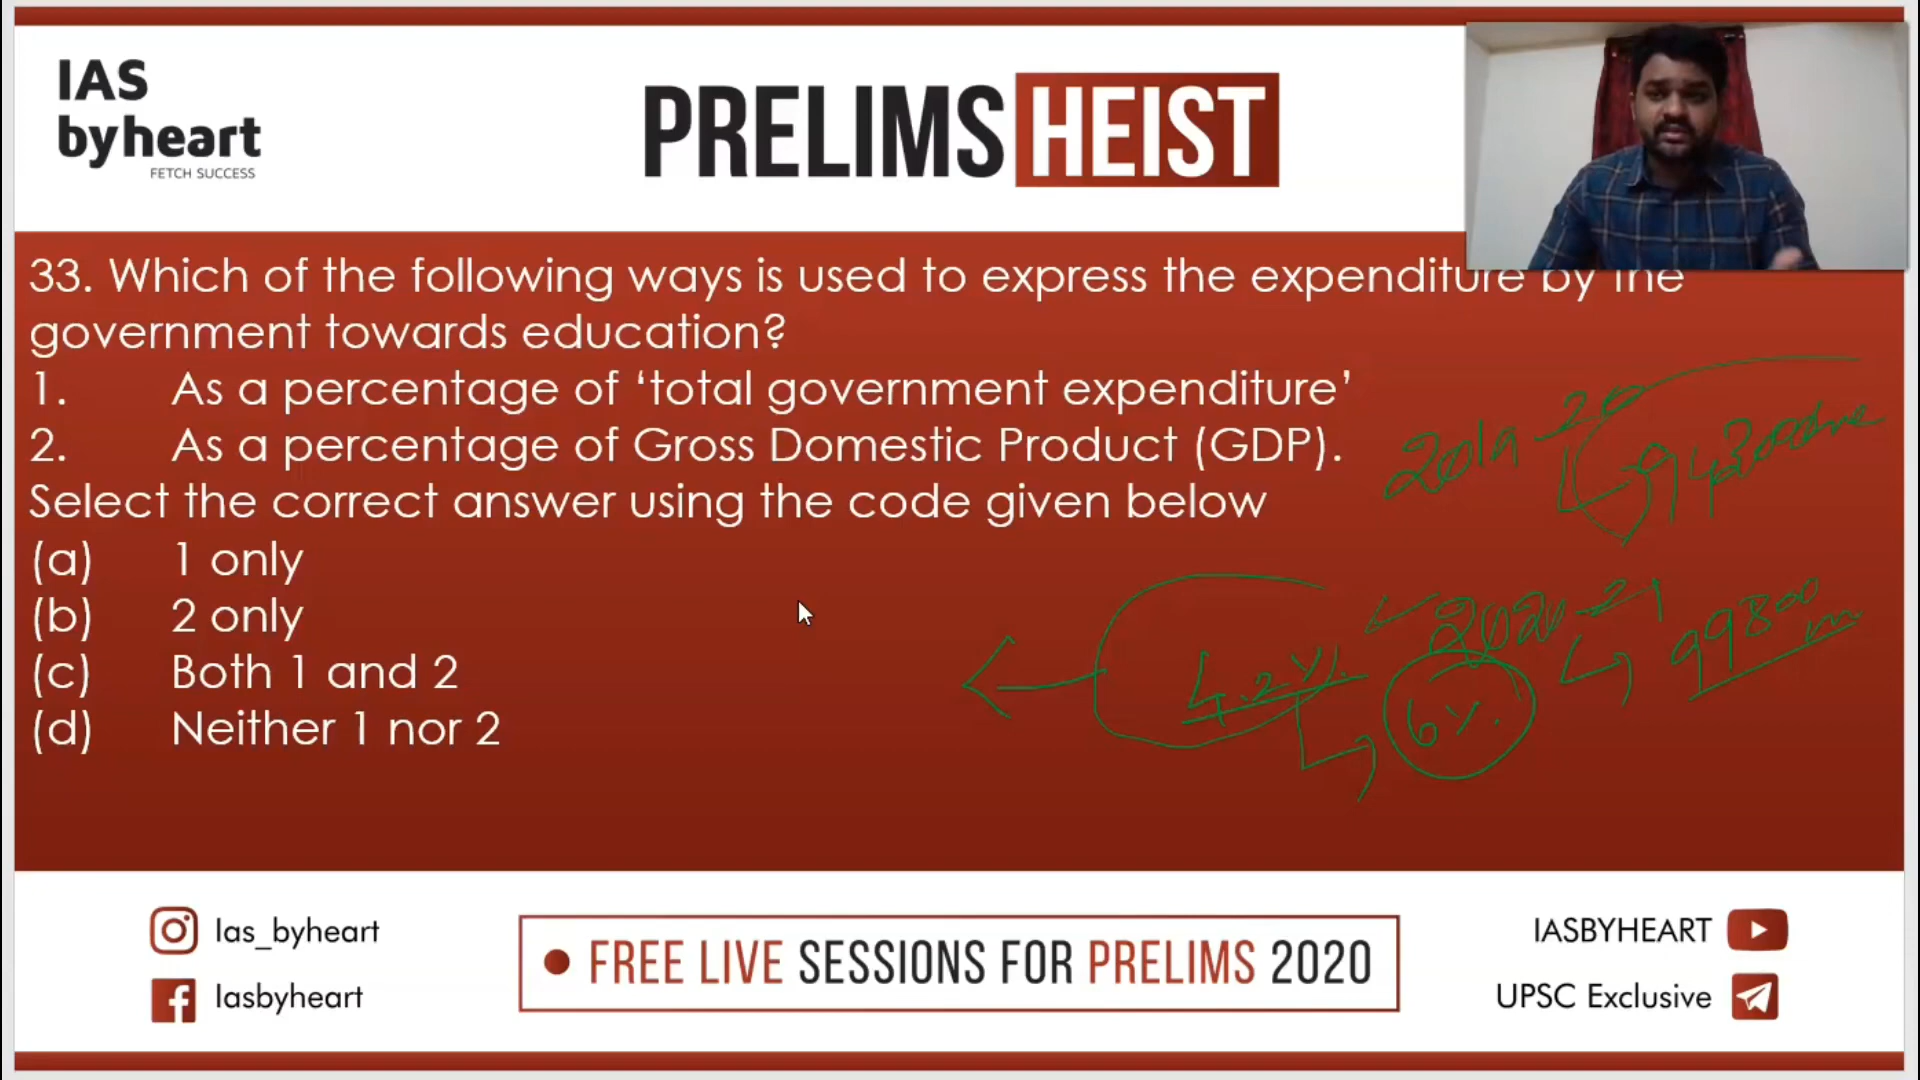 IAS
byheart
FETCH SUCCESS
PRELIMS HEIST
33. Which of the following ways is used to express the expenditure by the
government towards education?
1. As a percentage of ‘total government expenditure’
2. As a percentage of Gross Domestic Product (GDP).
Select the correct answer using the code given below
(a) 1 only
(b) 2 only
(c) Both 1 and 2
(d) Neither 1 nor 2
2019-20
94300
2020-21
99800
4.2%
6%
Ias_byheart
Iasbyheart
• FREE LIVE SESSIONS FOR PRELIMS 2020
IASBYHEART
UPSC Exclusive